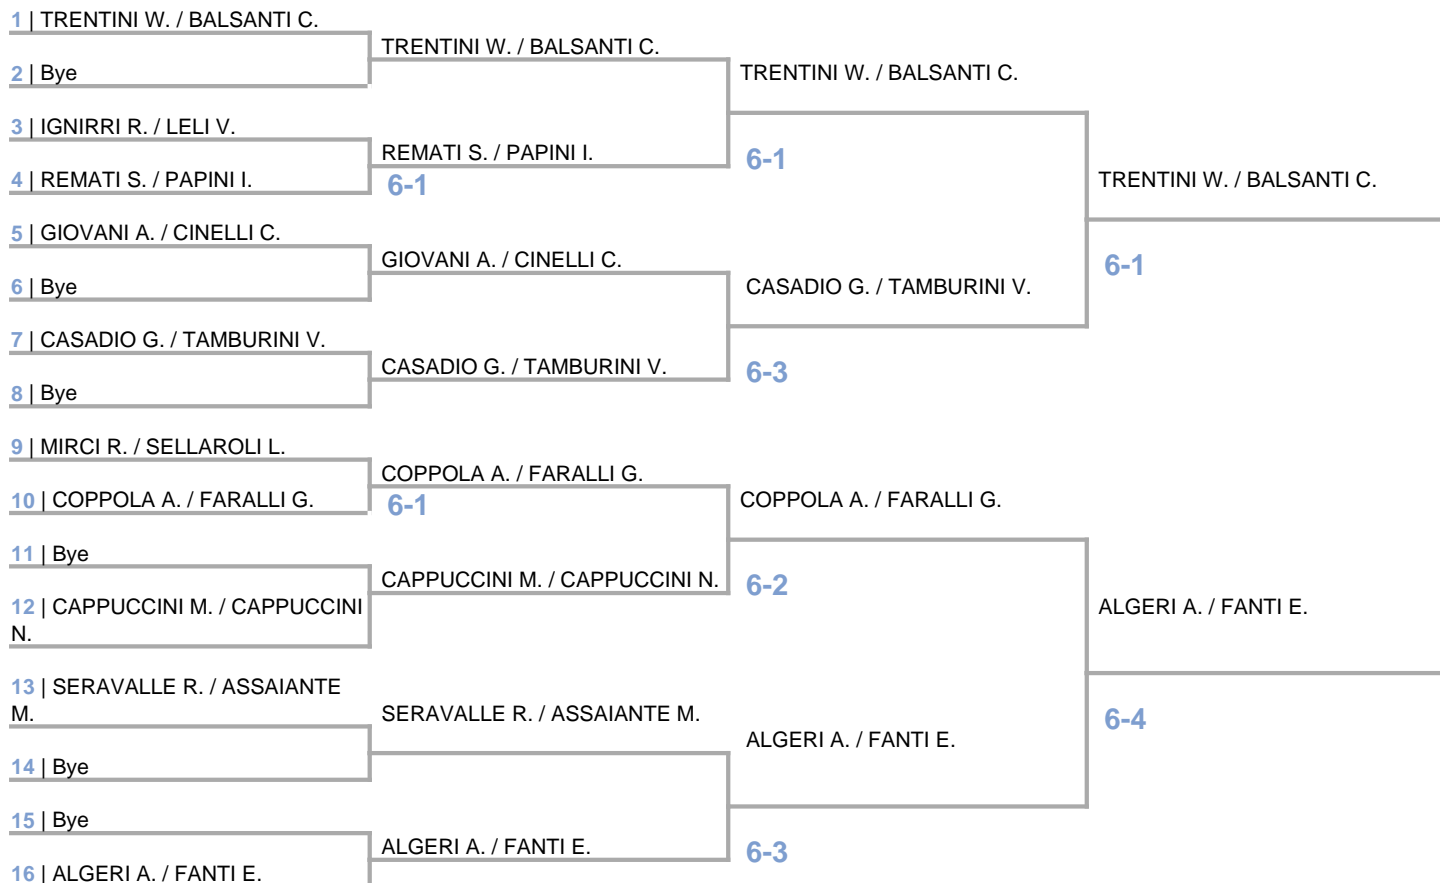 1 | TRENTINI W. / BALSANTI C.
2 | Bye
3 | IGNIRRI R. / LELI V.
4 | REMATI S. / PAPINI I.
5 | GIOVANI A. / CINELLI C.
6 | Bye
7 | CASADIO G. / TAMBURINI V.
8 | Bye
9 | MIRCI R. / SELLAROLI L.
10 | COPPOLA A. / FARALLI G.
11 | Bye
12 | CAPPUCCINI M. / CAPPUCCINI
N.
13 | SERAVALLE R. / ASSAIANTE
M.
14 | Bye
15 | Bye
16 | ALGERI A. / FANTI E.
TRENTINI W. / BALSANTI C.
REMATI S. / PAPINI I.
6-1
GIOVANI A. / CINELLI C.
CASADIO G. / TAMBURINI V.
COPPOLA A. / FARALLI G.
6-1
CAPPUCCINI M. / CAPPUCCINI N.
SERAVALLE R. / ASSAIANTE M.
ALGERI A. / FANTI E.
TRENTINI W. / BALSANTI C.
6-1
CASADIO G. / TAMBURINI V.
6-3
COPPOLA A. / FARALLI G.
6-2
ALGERI A. / FANTI E.
6-3
TRENTINI W. / BALSANTI C.
6-1
ALGERI A. / FANTI E.
6-4